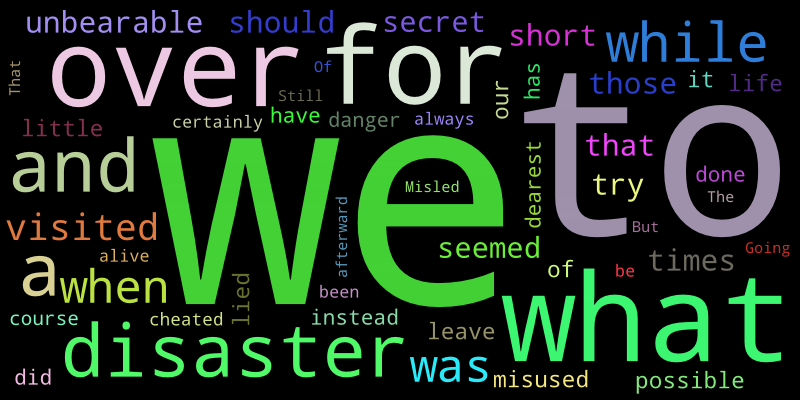 unbearable should secret short while
over for
That Of has those it life
Still our
little certainly have danger always
and we to that
Misled try done
dearest The
visited afterward But
seemed times Going
a alive of be
when lied been what
course cheated instead
disaster leave
was
did misused possible